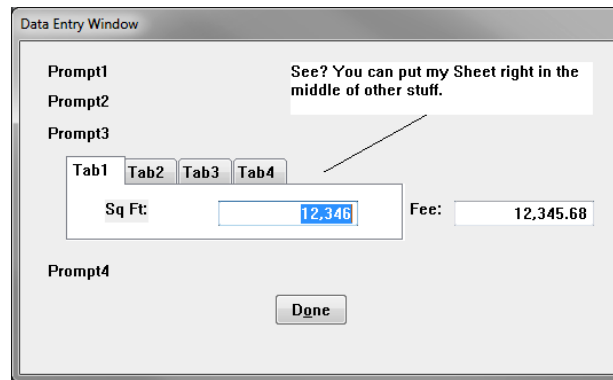 Data Entry Window
Prompt1
See? You can put my Sheet right in the
middle of other stuff.
Prompt2
Prompt3
Tab1 Tab2 Tab3 Tab4
Sq Ft: 12,346 Fee: 12,345.68
Prompt4
Done